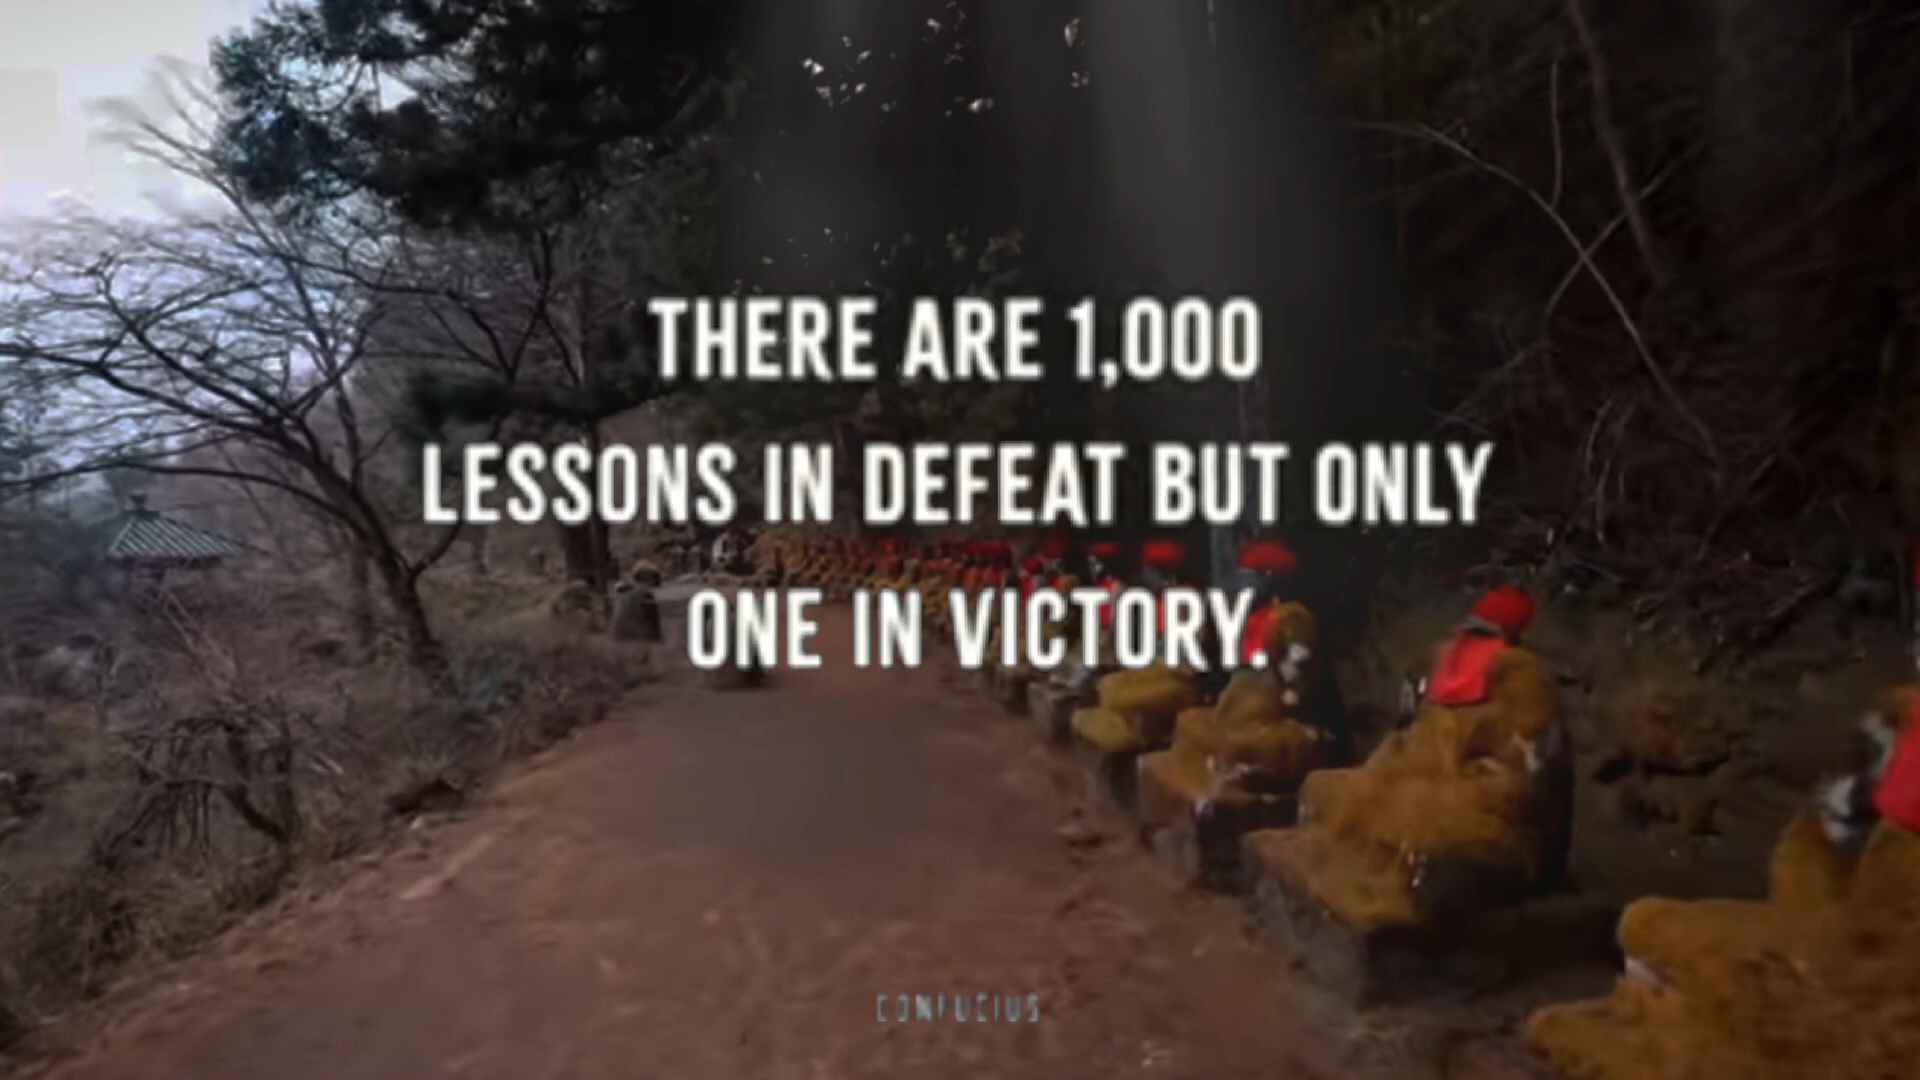 THERE ARE 1,000
LESSONS IN DEFEAT BUT ONLY
ONE IN VICTORY.
CONFUCIUS